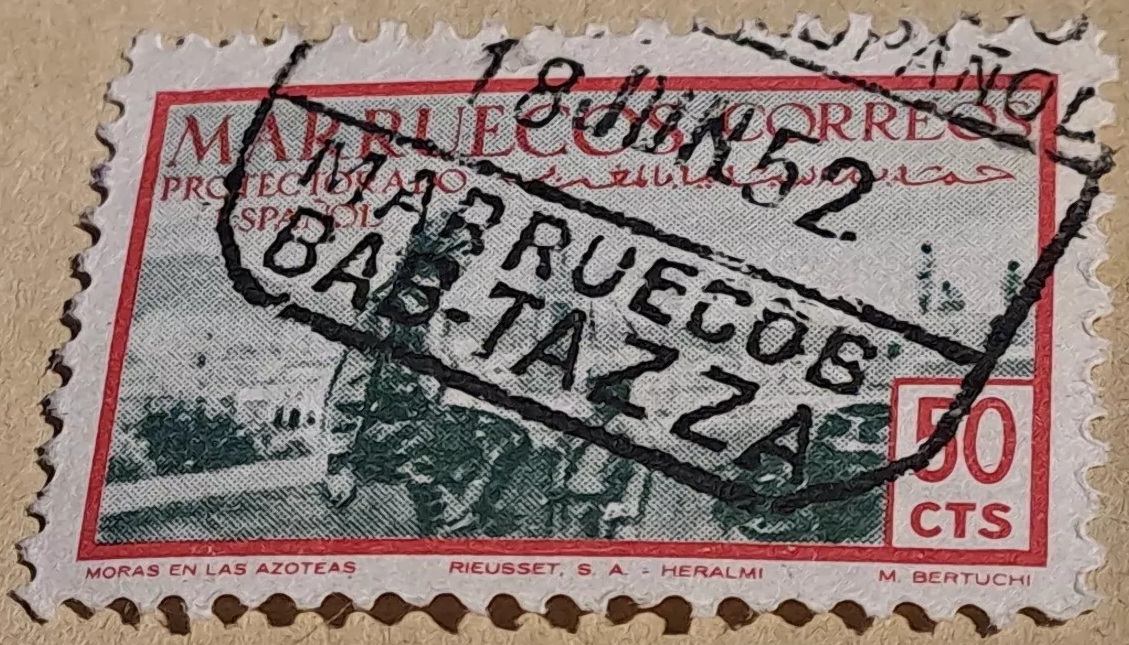 MARRUECOS CORREOS
PROTECTORADO
ESPAÑOL
50
CTS
MORAS EN LAS AZOTEAS RIEUSSET, S. A. - HERALMI M. BERTUCHI
ESPAÑOL
18 JUN 52
MARRUECOS
BAB-TAZZA